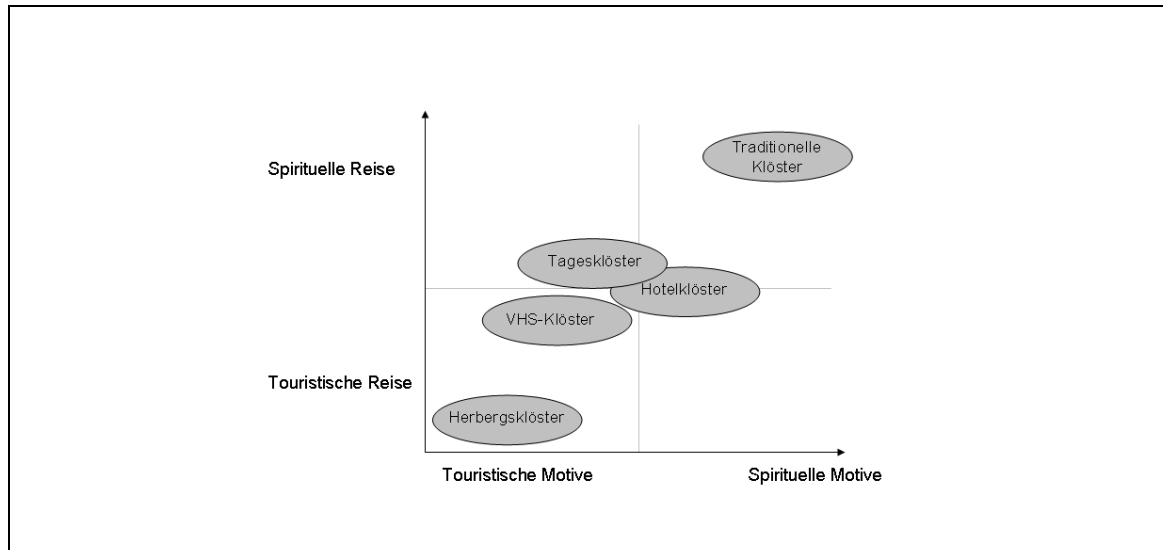 Traditionelle
Klöster
Spirituelle Reise
Tagesklöster
Hotelklöster
VHS-Klöster
Touristische Reise
Herbergsklöster
Touristische Motive
Spirituelle Motive